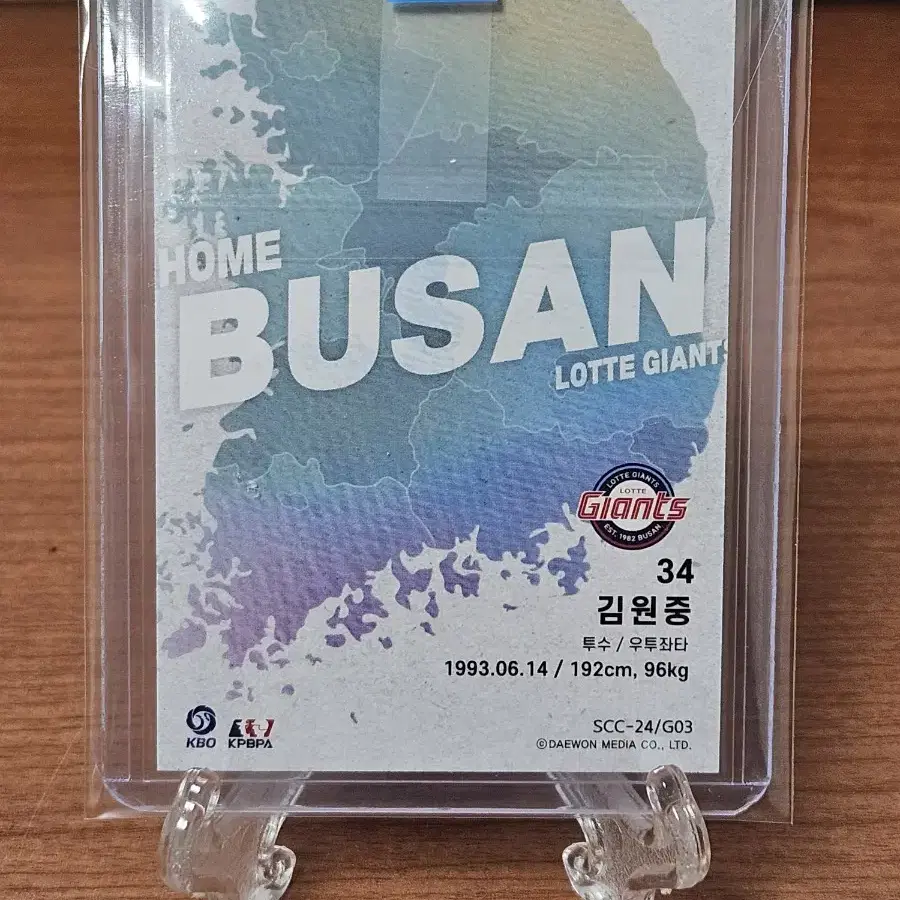 HOME
BUSAN
LOTTE GIANTS
LOTTE GIANTS
LOTTE
Giants
EST. 1982 BUSAN
34
김원중
투수 / 우투좌타
1993.06.14 / 192cm, 96kg
KBO
KPBPA
SCC-24/G03
©DAEWON MEDIA CO., LTD.